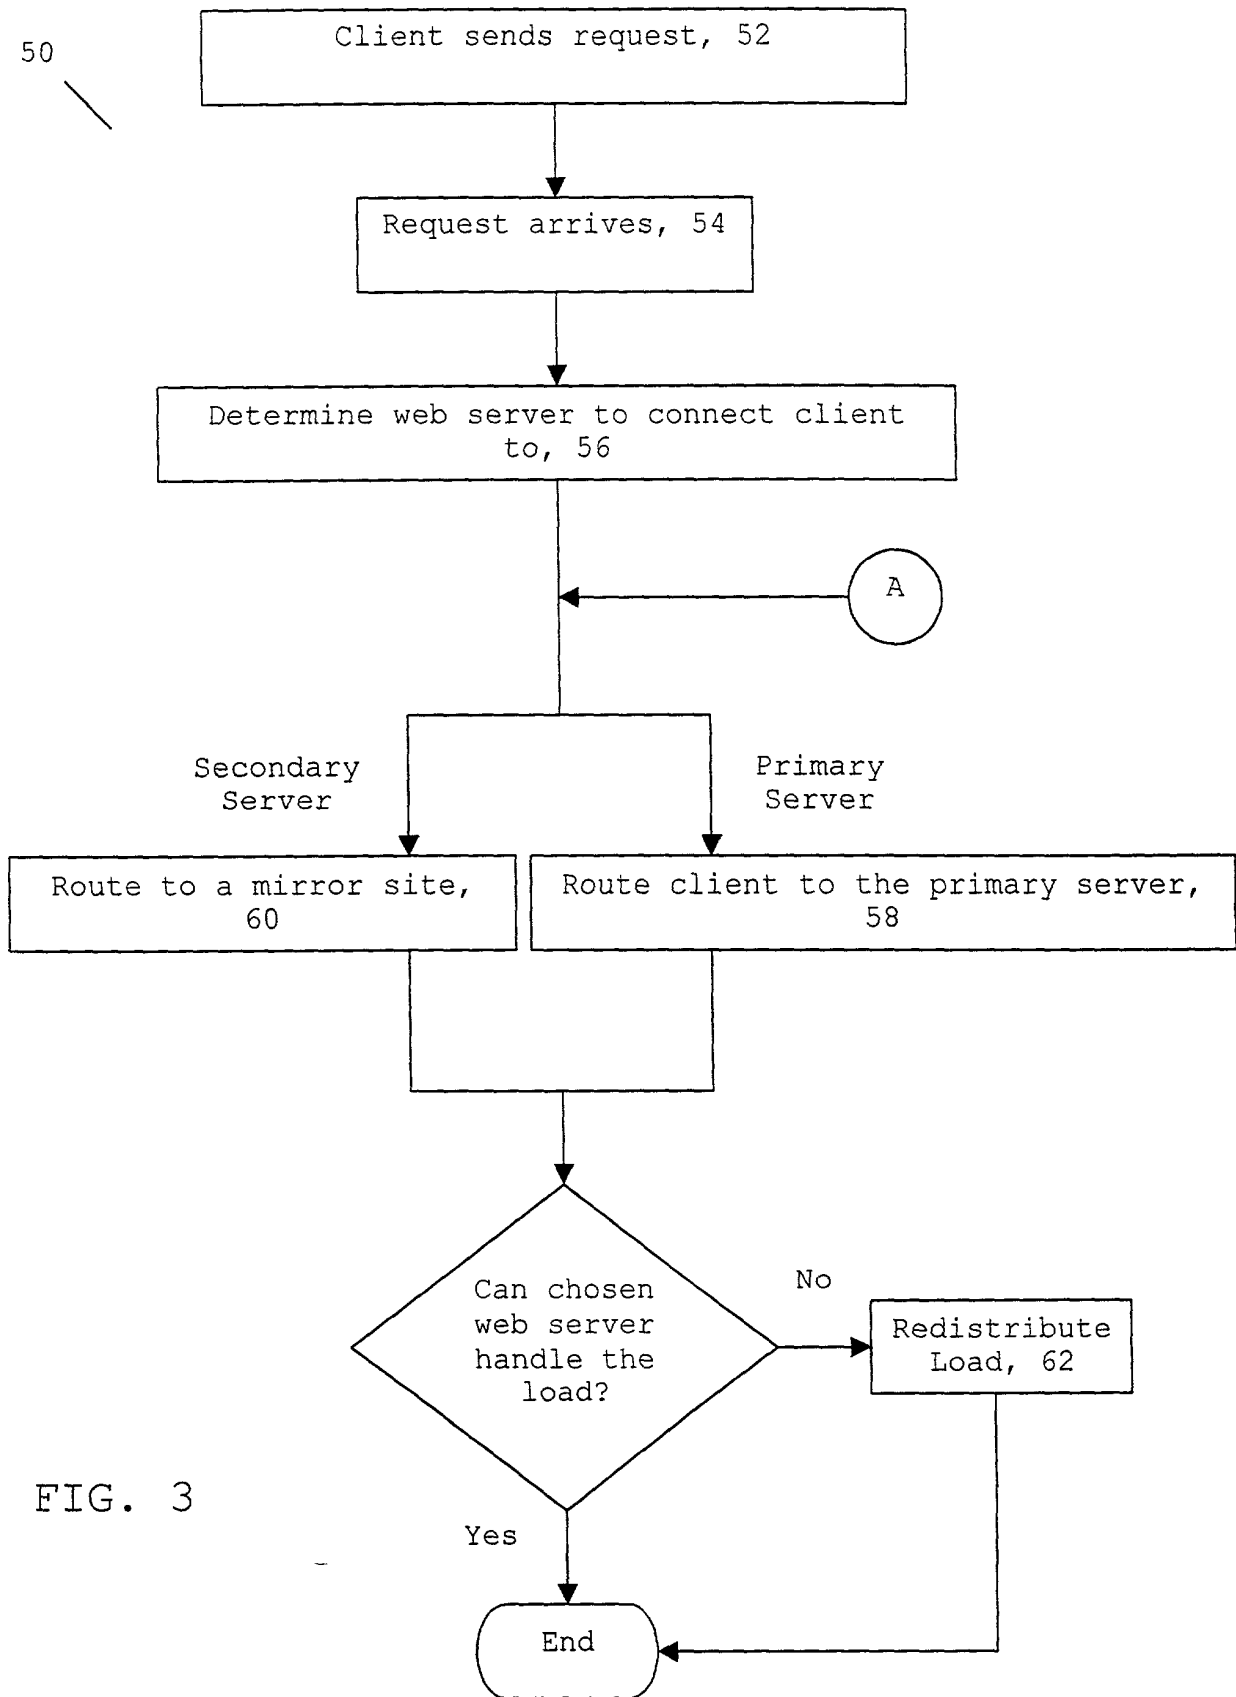 50
Client sends request, 52
Request arrives, 54
Determine web server to connect client
to, 56
A
Secondary
Server
Primary
Server
Route to a mirror site,
60
Route client to the primary server,
58
Can chosen
web server
handle the
load?
No
Redistribute
Load, 62
FIG. 3
Yes
End